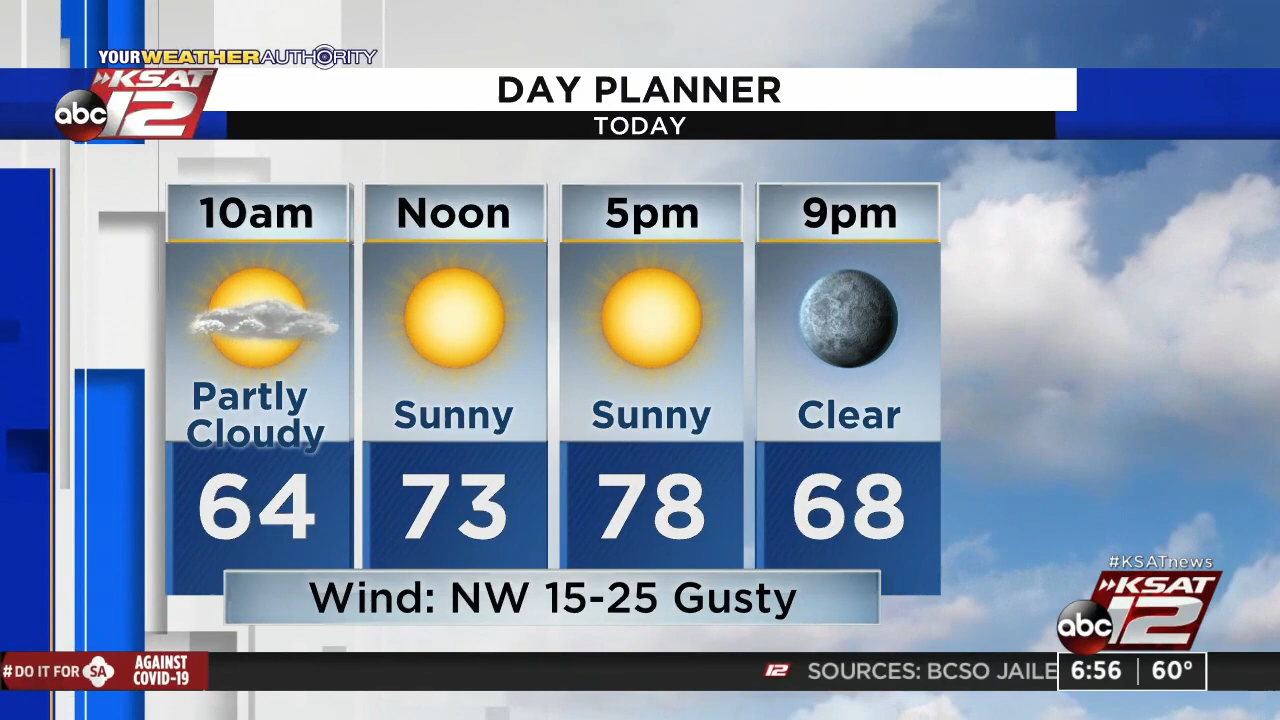 YOUR WEATHER AUTHORITY
KSAT
abc 12
DAY PLANNER
TODAY
10am Noon 5pm 9pm
Partly
Cloudy
Sunny Sunny Clear
64 73 78 68
Wind: NW 15-25 Gusty
#KSATnews
KSAT
abc 12
#DO IT FOR SA
AGAINST
COVID-19
12 SOURCES: BCSO JAILE
6:56 60°